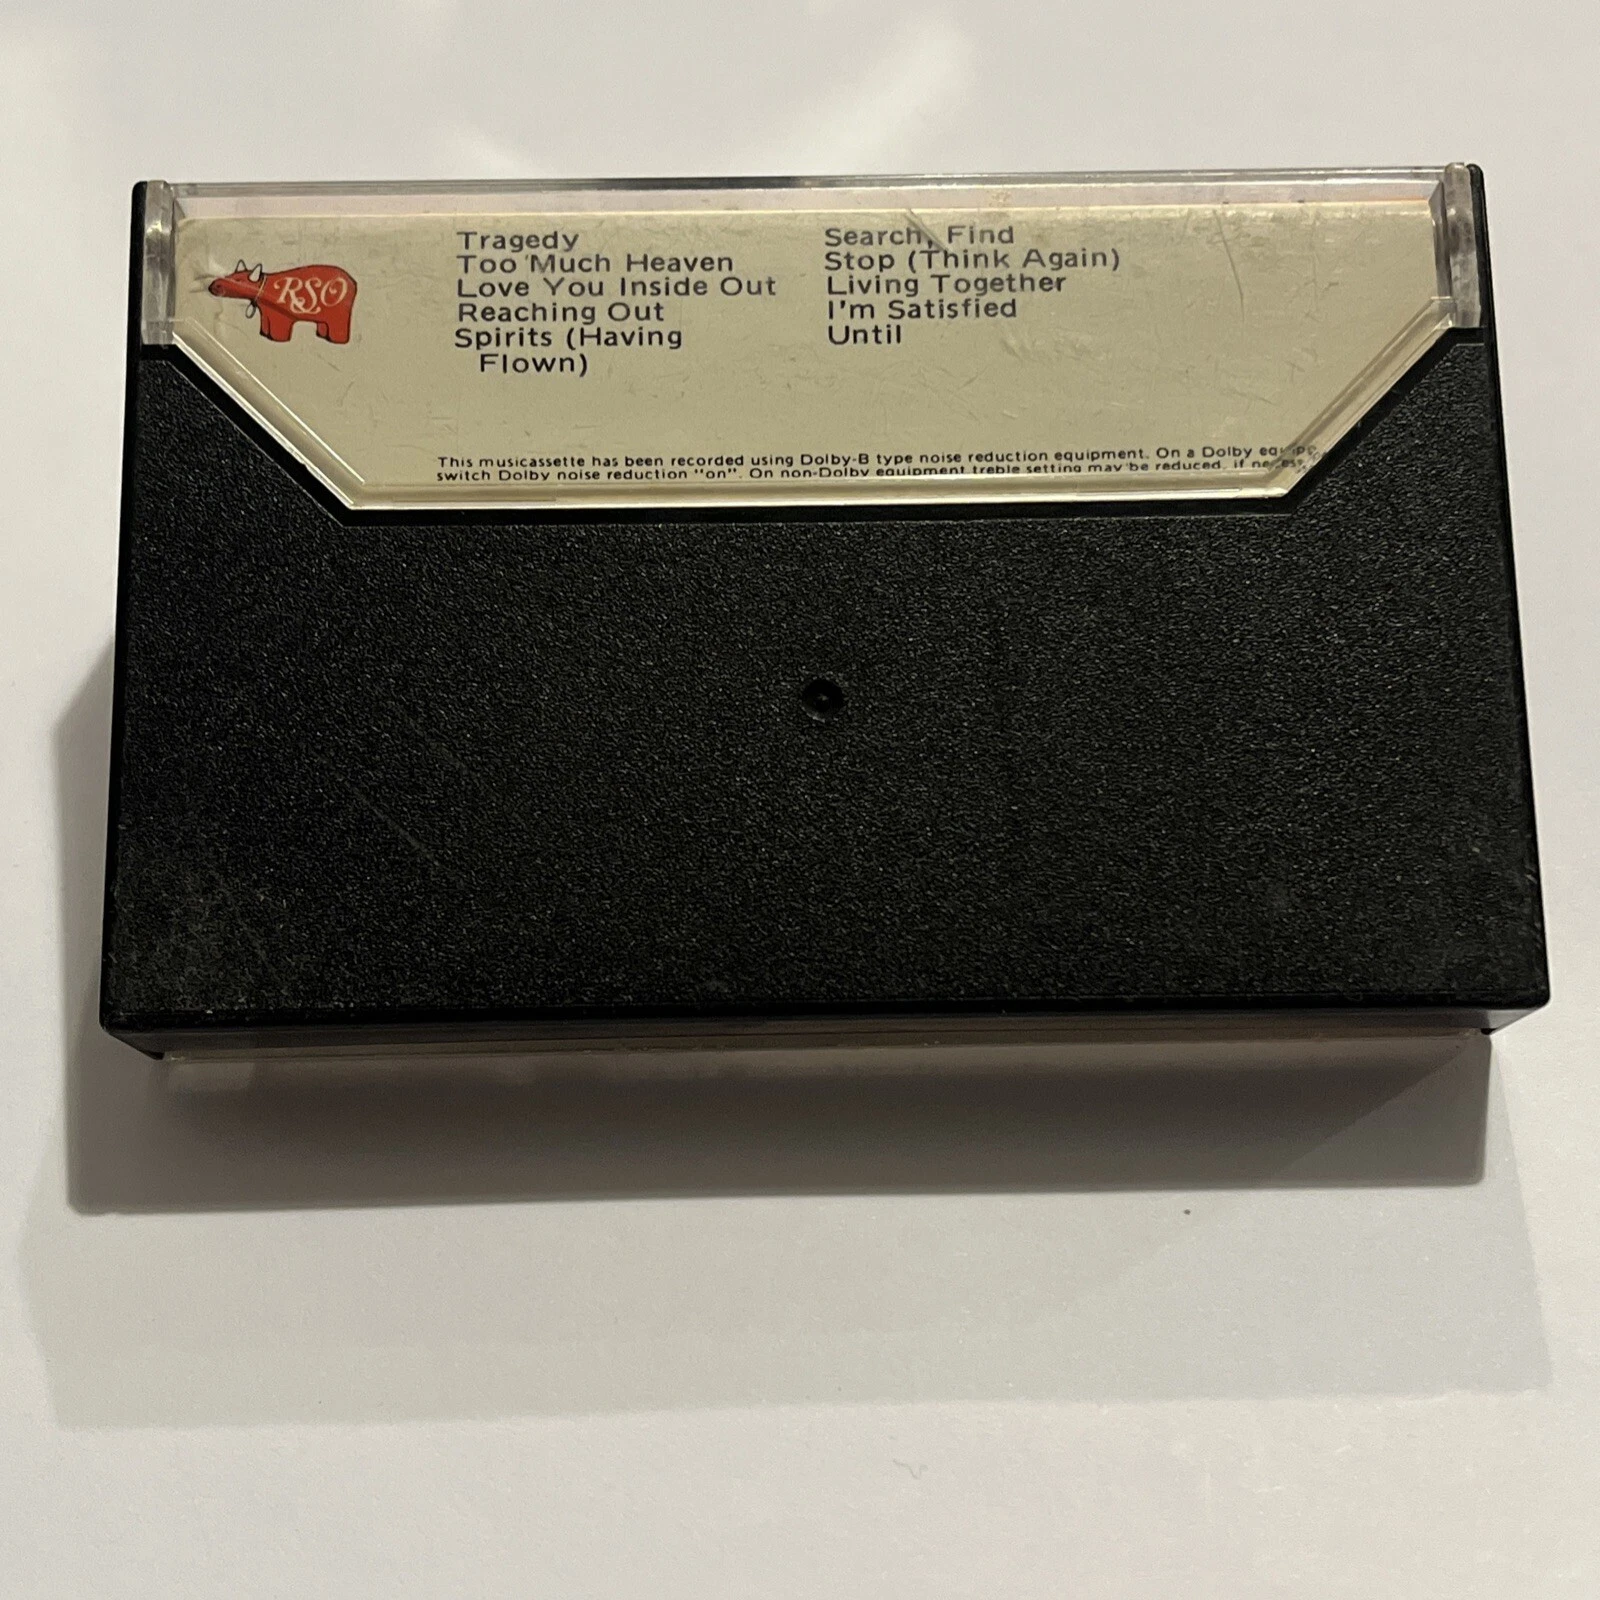 RSO
Tragedy
Too Much Heaven
Love You Inside Out
Reaching Out
Spirits (Having
Flown)
Search, Find
Stop (Think Again)
Living Together
I'm Satisfied
Until
This musicassette has been recorded using Dolby-B type noise reduction equipment. On a Dolby
switch Dolby noise reduction "on". On non-Dolby equipment treble setting may be reduced, if